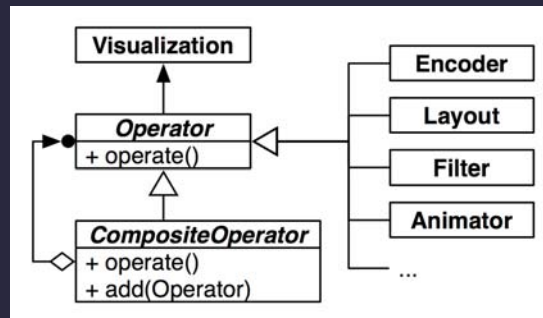 Visualization
Operator
+ operate()
CompositeOperator
+ operate()
+ add(Operator)
Encoder
Layout
Filter
Animator
...